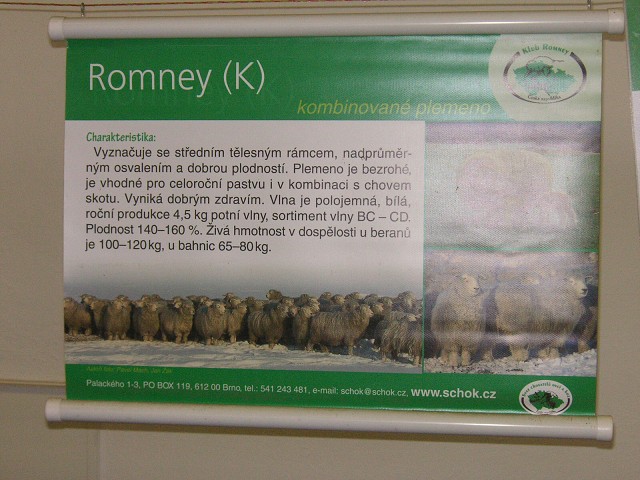 Romney (K)
Klub Romney
kombinované plemeno
Charakteristika:
Vyznačuje se středním tělesným rámcem, nadprůměr-
ným osvalením a dobrou plodností. Plemeno je bezrohé,
je vhodné pro celoroční pastvu i v kombinaci s chovem
skotu. Vyniká dobrým zdravím. Vlna je polojemná, bílá,
roční produkce 4,5 kg potní vlny, sortiment vlny BC – CD.
Plodnost 140–160 %. Živá hmotnost v dospělosti u beranů
je 100–120 kg, u bahnic 65–80 kg.
Palackého 1-3, PO BOX 119, 612 00 Brno, tel.: 541 243 481, e-mail: schok@schok.cz, www.schok.cz